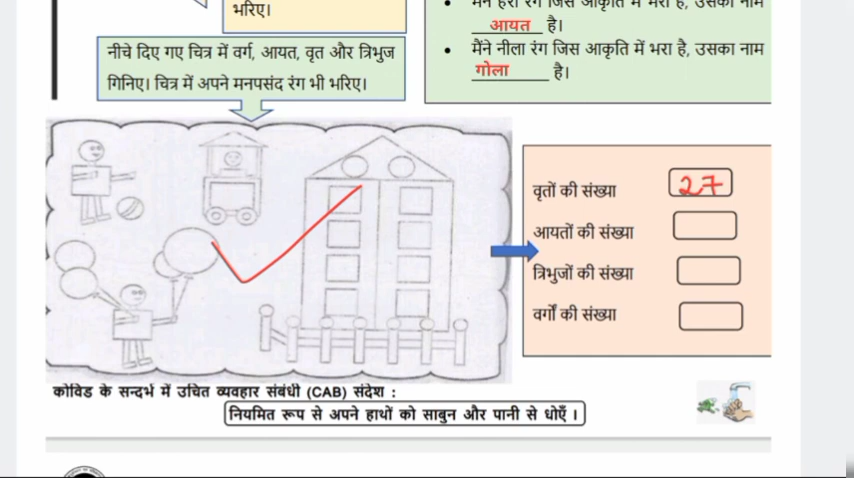 भरिए।
मैंने हरा रंग जिस आकृति में भरा है, उसका नाम
आयत है।
मैंने नीला रंग जिस आकृति में भरा है, उसका नाम
गोला है।
नीचे दिए गए चित्र में वर्ग, आयत, वृत और त्रिभुज
गिनिए। चित्र में अपने मनपसंद रंग भी भरिए।
वृतों की संख्या 27
आयतों की संख्या
त्रिभुजों की संख्या
वर्गों की संख्या
कोविड के सन्दर्भ में उचित व्यवहार संबंधी (CAB) संदेश :
नियमित रूप से अपने हाथों को साबुन और पानी से धोएँ ।